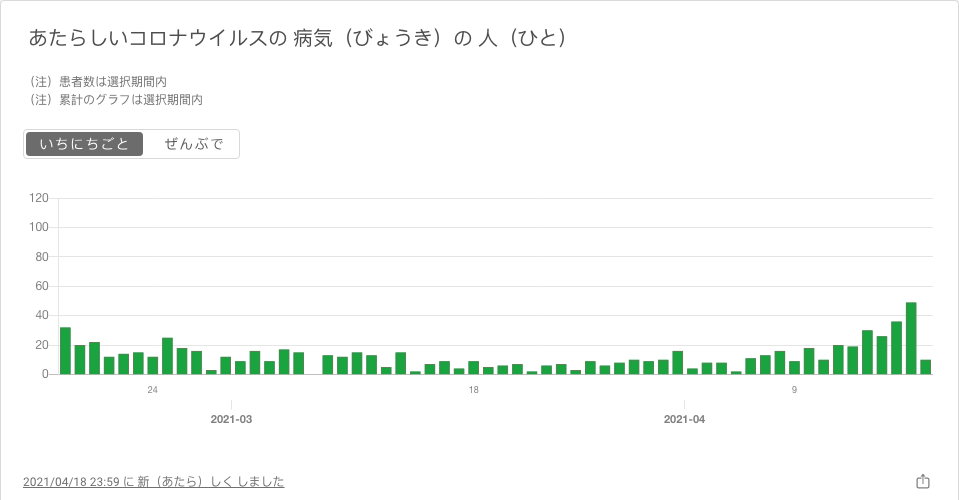 あたらしいコロナウイルスの 病気（びょうき）の 人（ひと）
（注）患者数は選択期間内
（注）累計のグラフは選択期間内
いちにちごと ぜんぶで
120
100
80
60
40
20
0
24 18 9
2021-03 2021-04
2021/04/18 23:59 に 新（あたら）しく しました